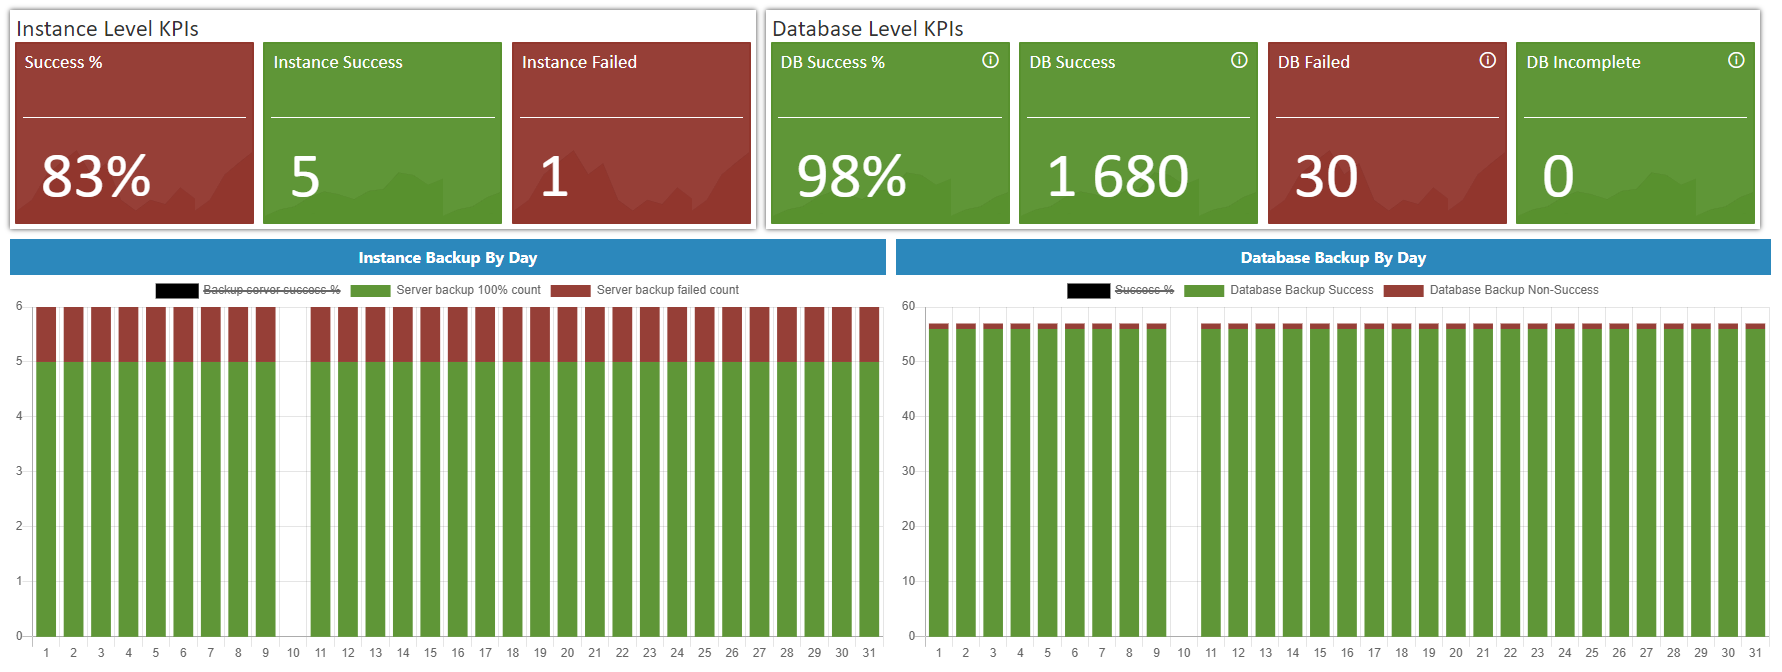 Instance Level KPIs
Success %
83%
Instance Success
5
Instance Failed
1
Database Level KPIs
DB Success %
98%
DB Success
1 680
DB Failed
30
DB Incomplete
0
Instance Backup By Day
Backup server success % Server backup 100% count Server backup failed count
6
5
4
3
2
1
0
1 2 3 4 5 6 7 8 9 10 11 12 13 14 15 16 17 18 19 20 21 22 23 24 25 26 27 28 29 30 31
Database Backup By Day
Success % Database Backup Success Database Backup Non-Success
60
50
40
30
20
10
0
1 2 3 4 5 6 7 8 9 10 11 12 13 14 15 16 17 18 19 20 21 22 23 24 25 26 27 28 29 30 31